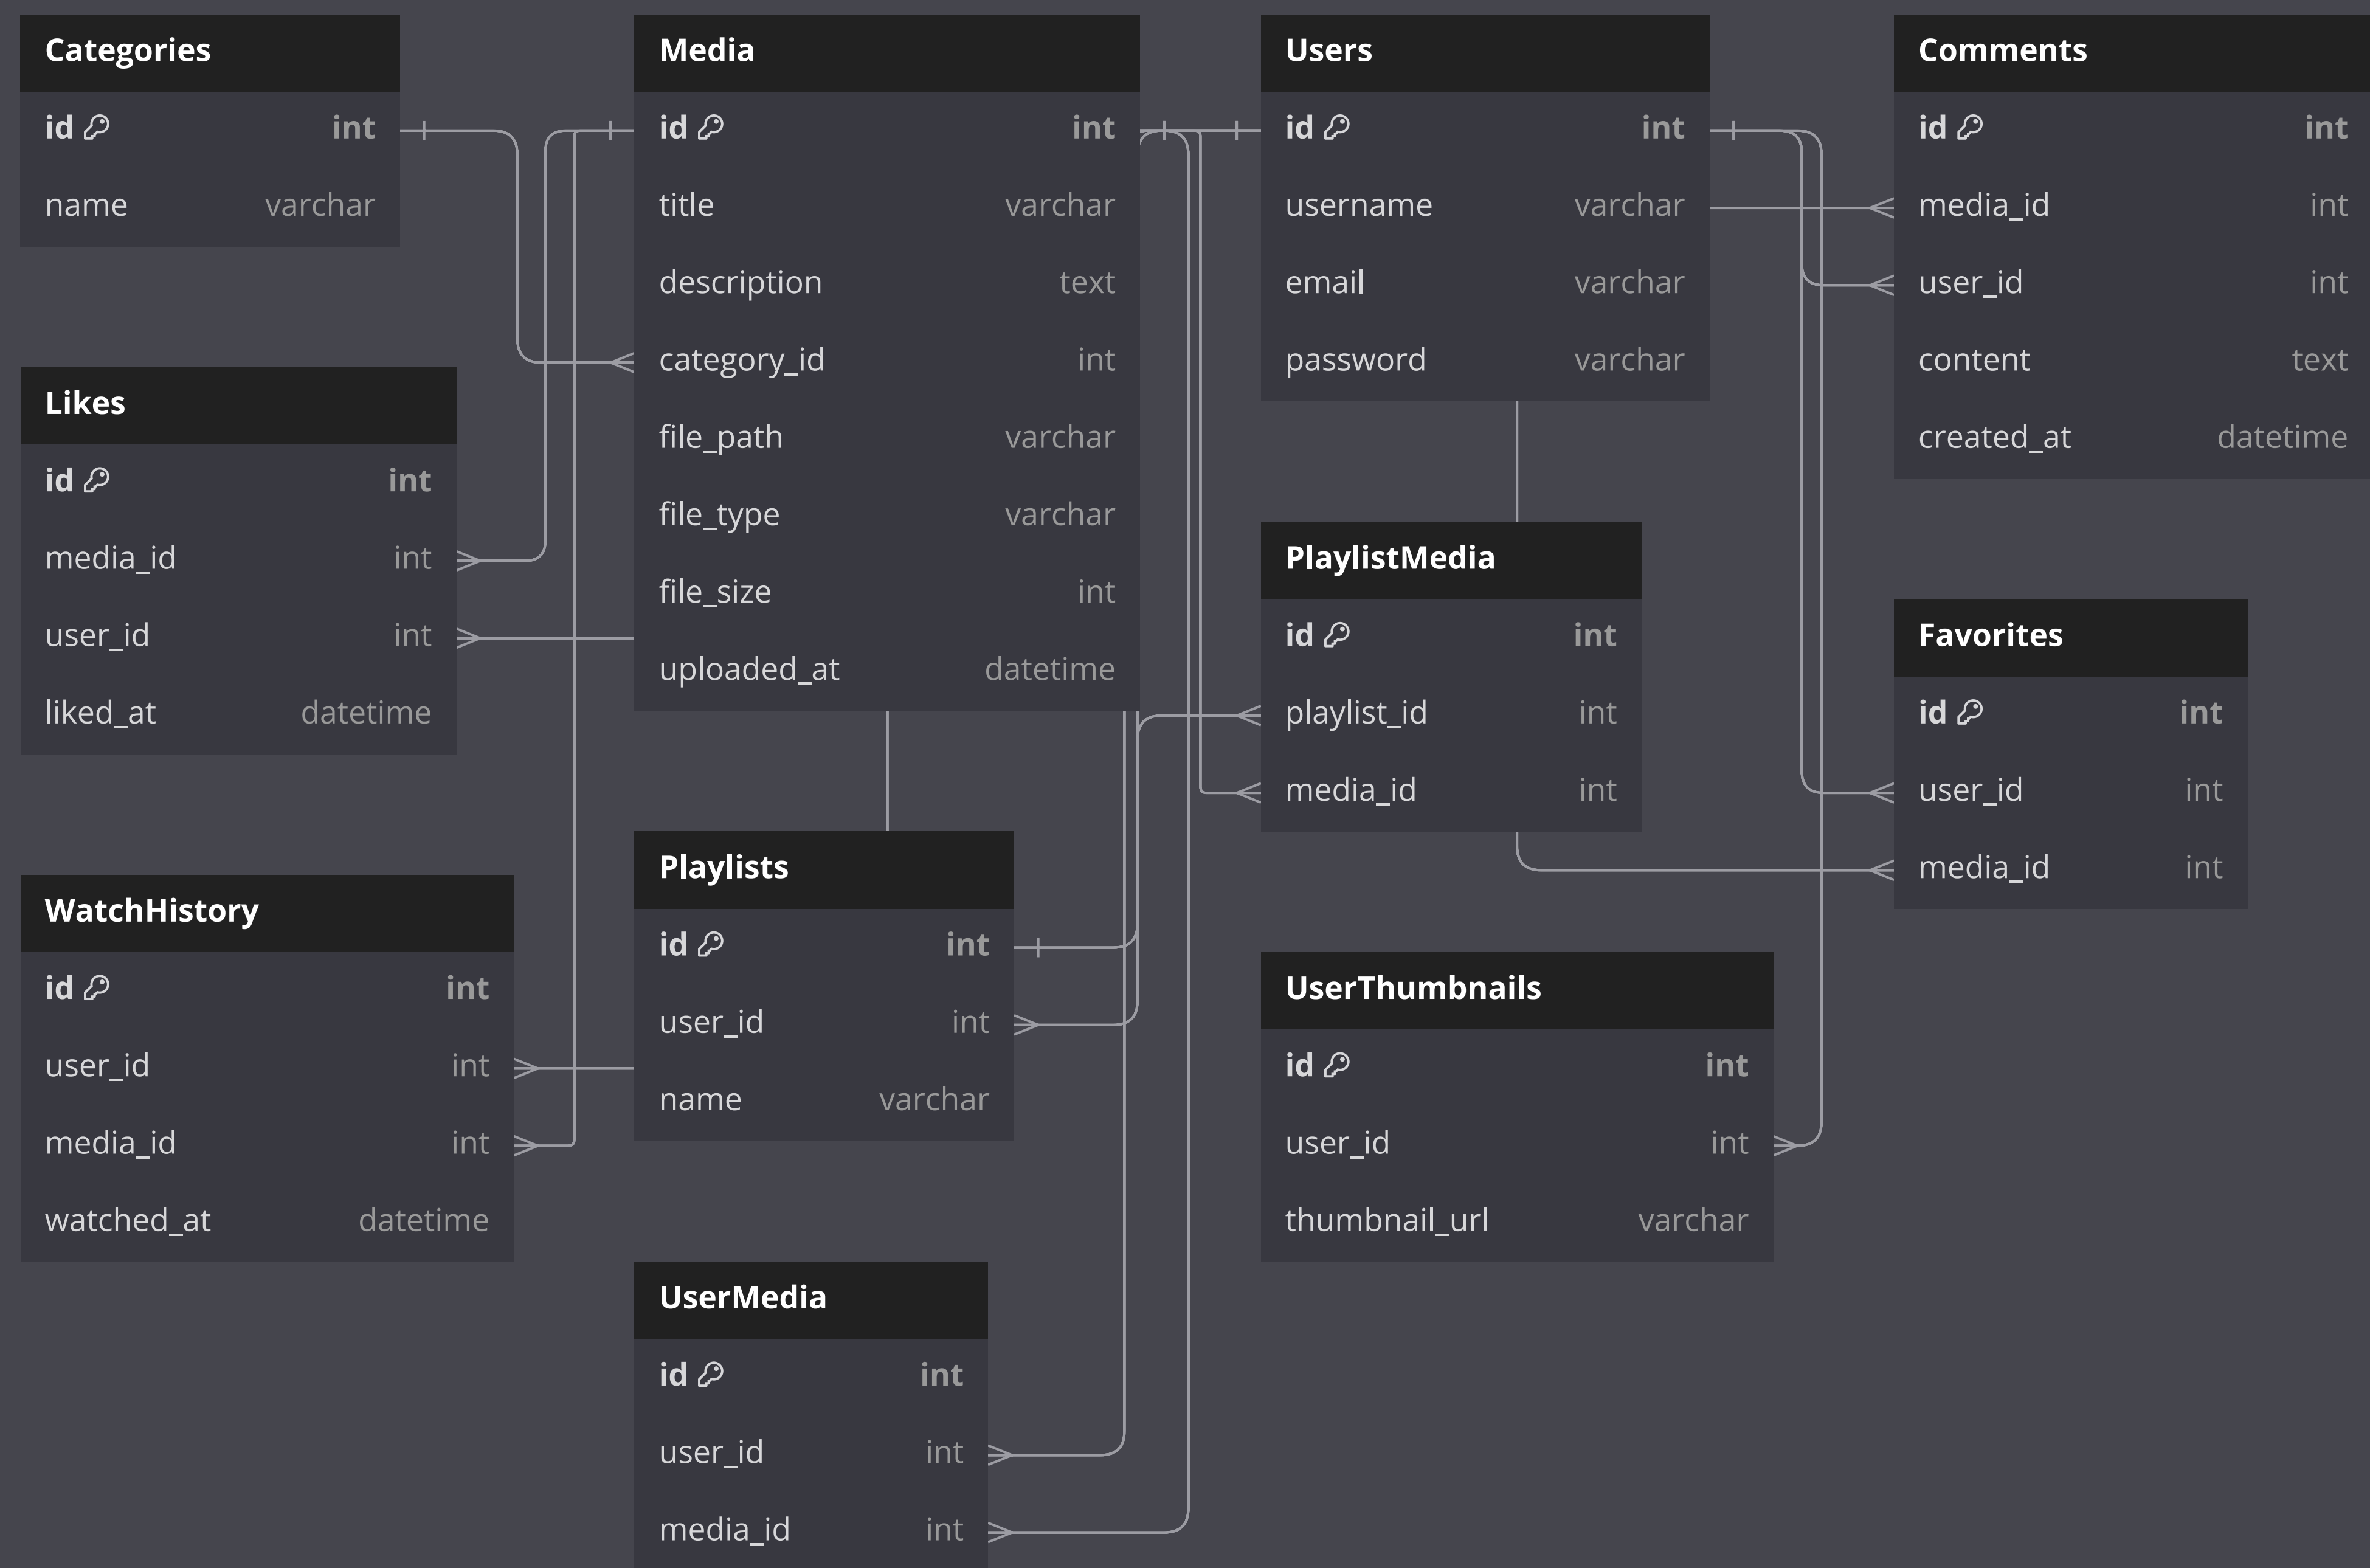 Categories
id int
name varchar
Media
id int
title varchar
description text
category_id int
file_path varchar
file_type varchar
file_size int
uploaded_at datetime
Users
id int
username varchar
email varchar
password varchar
Comments
id int
media_id int
user_id int
content text
created_at datetime
Likes
id int
media_id int
user_id int
liked_at datetime
PlaylistMedia
id int
playlist_id int
media_id int
Favorites
id int
user_id int
media_id int
WatchHistory
id int
user_id int
media_id int
watched_at datetime
Playlists
id int
user_id int
name varchar
UserThumbnails
id int
user_id int
thumbnail_url varchar
UserMedia
id int
user_id int
media_id int